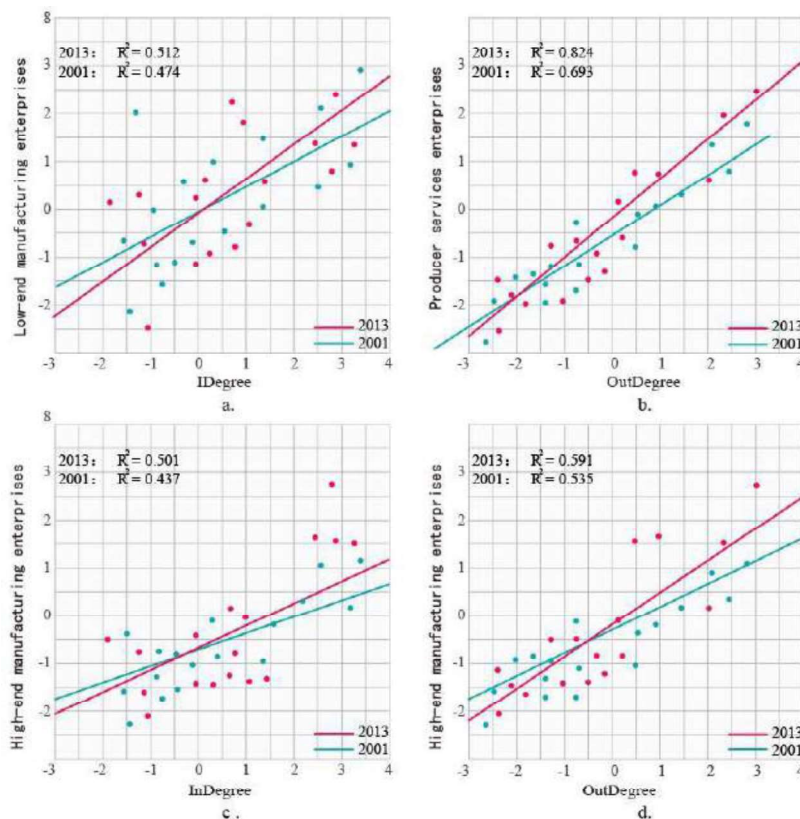 8
3
2
1
0
-1
-2
-3 -2 -1 0 1 2 3 4
Low-end manufacturing enterprises
2013: R² = 0.512
2001: R² = 0.474
2013
2001
IDegree
a.
3
2
1
0
-1
-2
-3 -2 -1 0 1 2 3 4
Producer services enterprises
2013: R² = 0.824
2001: R² = 0.693
2013
2001
OutDegree
b.
8
3
2
1
0
-1
-2
-3 -2 -1 0 1 2 3 4
High-end manufacturing enterprises
2013: R² = 0.501
2001: R² = 0.437
2013
2001
InDegree
c .
3
2
1
0
-1
-2
-3 -2 -1 0 1 2 3 4
High-end manufacturing enterprises
2013: R² = 0.591
2001: R² = 0.535
2013
2001
OutDegree
d.